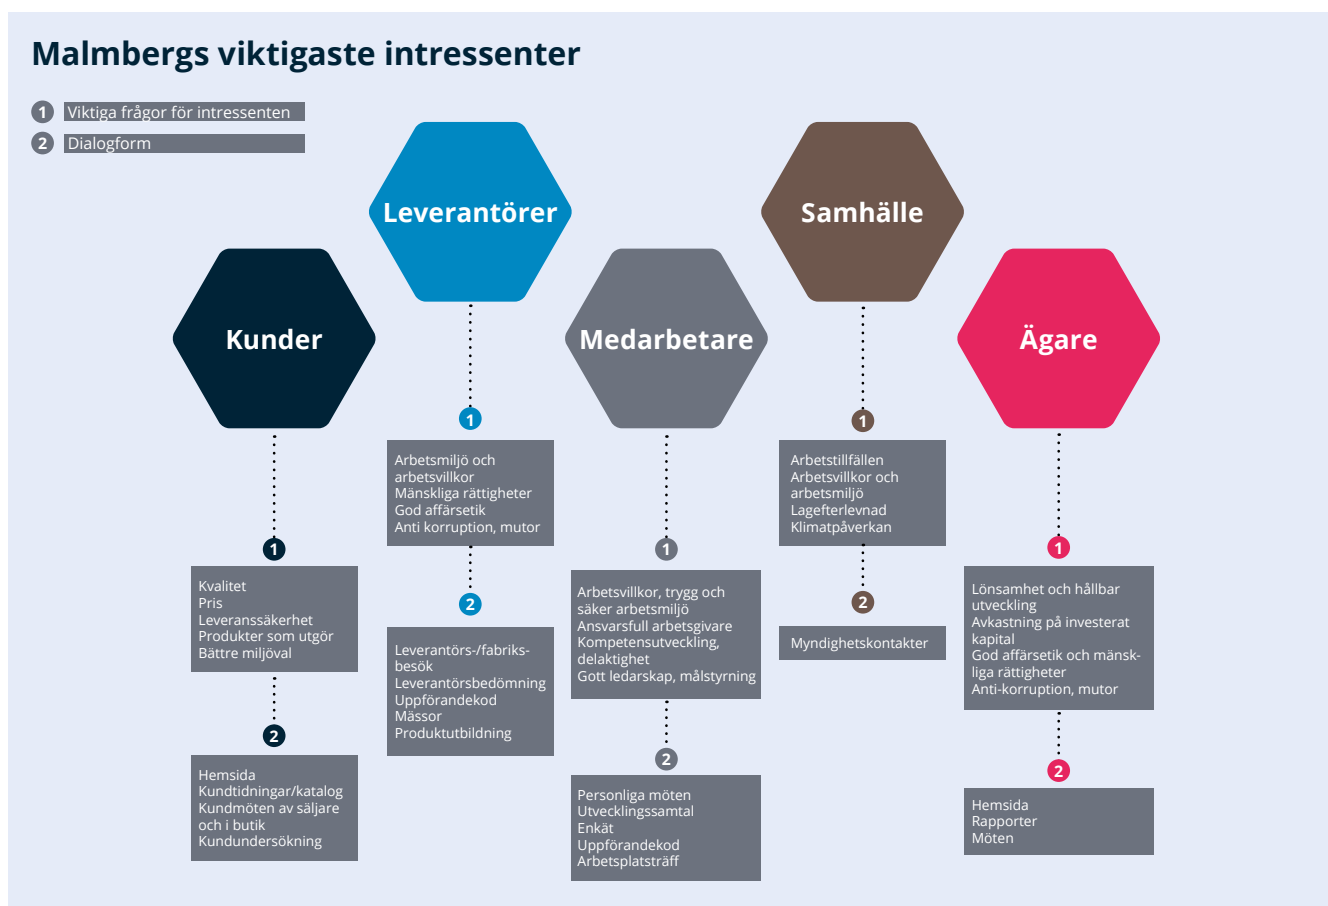 Malmbergs viktigaste intressenter
1 Viktiga frågor för intressenten
2 Dialogform
Kunder
1
Kvalitet
Pris
Leveranssäkerhet
Produkter som utgör
Bättre miljöval
2
Hemsida
Kundtidningar/katalog
Kundmöten av säljare
och i butik
Kundundersökning
Leverantörer
1
Arbetsmiljö och
arbetsvillkor
Mänskliga rättigheter
God affärsetik
Anti korruption, mutor
2
Leverantörs-/fabriks-
besök
Leverantörsbedömning
Uppförandekod
Mässor
Produktutbildning
Medarbetare
1
Arbetsvillkor, trygg och
säker arbetsmiljö
Ansvarsfull arbetsgivare
Kompetensutveckling,
delaktighet
Gott ledarskap, målstyrning
2
Personliga möten
Utvecklingssamtal
Enkät
Uppförandekod
Arbetsplatsträff
Samhälle
1
Arbetstillfällen
Arbetsvillkor och
arbetsmiljö
Lagefterlevnad
Klimatpåverkan
2
Myndighetskontakter
Ägare
1
Lönsamhet och hållbar
utveckling
Avkastning på investerat
kapital
God affärsetik och mänsk-
liga rättigheter
Anti-korruption, mutor
2
Hemsida
Rapporter
Möten